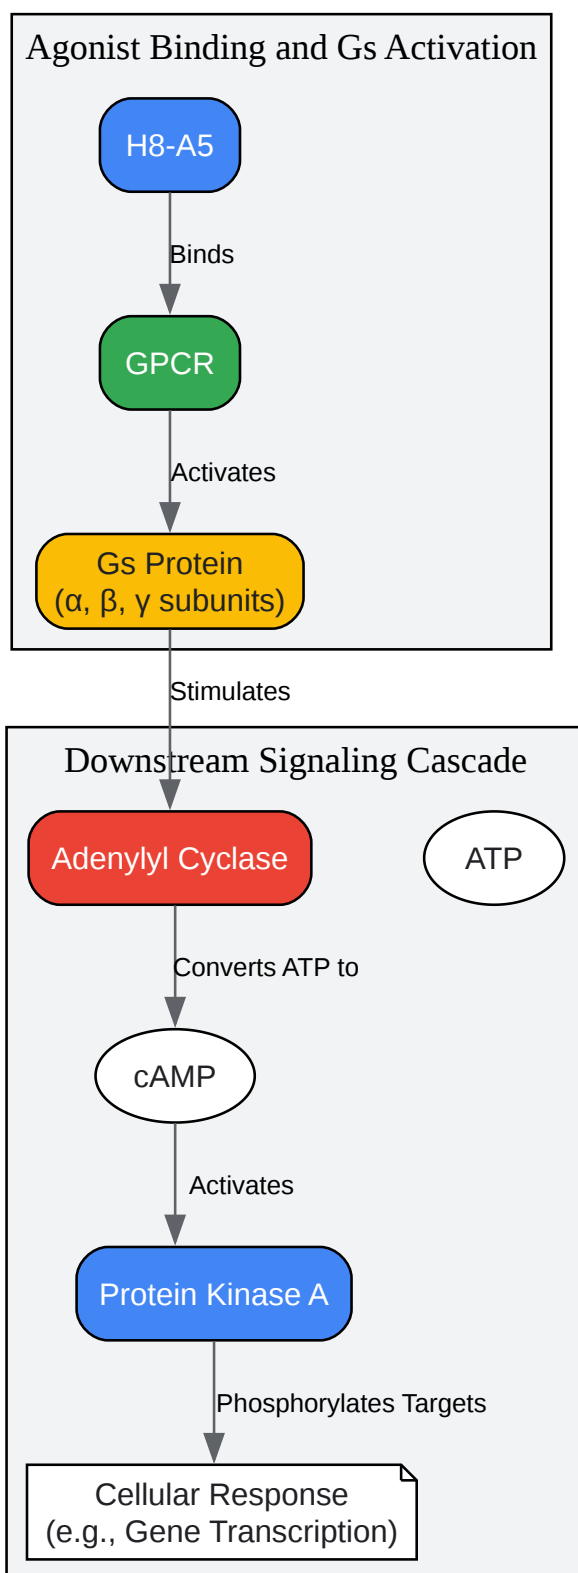 Agonist Binding and Gs Activation
H8-A5
Binds
GPCR
Activates
Gs Protein
(α, β, γ subunits)
Stimulates
Downstream Signaling Cascade
Adenylyl Cyclase
ATP
Converts ATP to
cAMP
Activates
Protein Kinase A
Phosphorylates Targets
Cellular Response
(e.g., Gene Transcription)